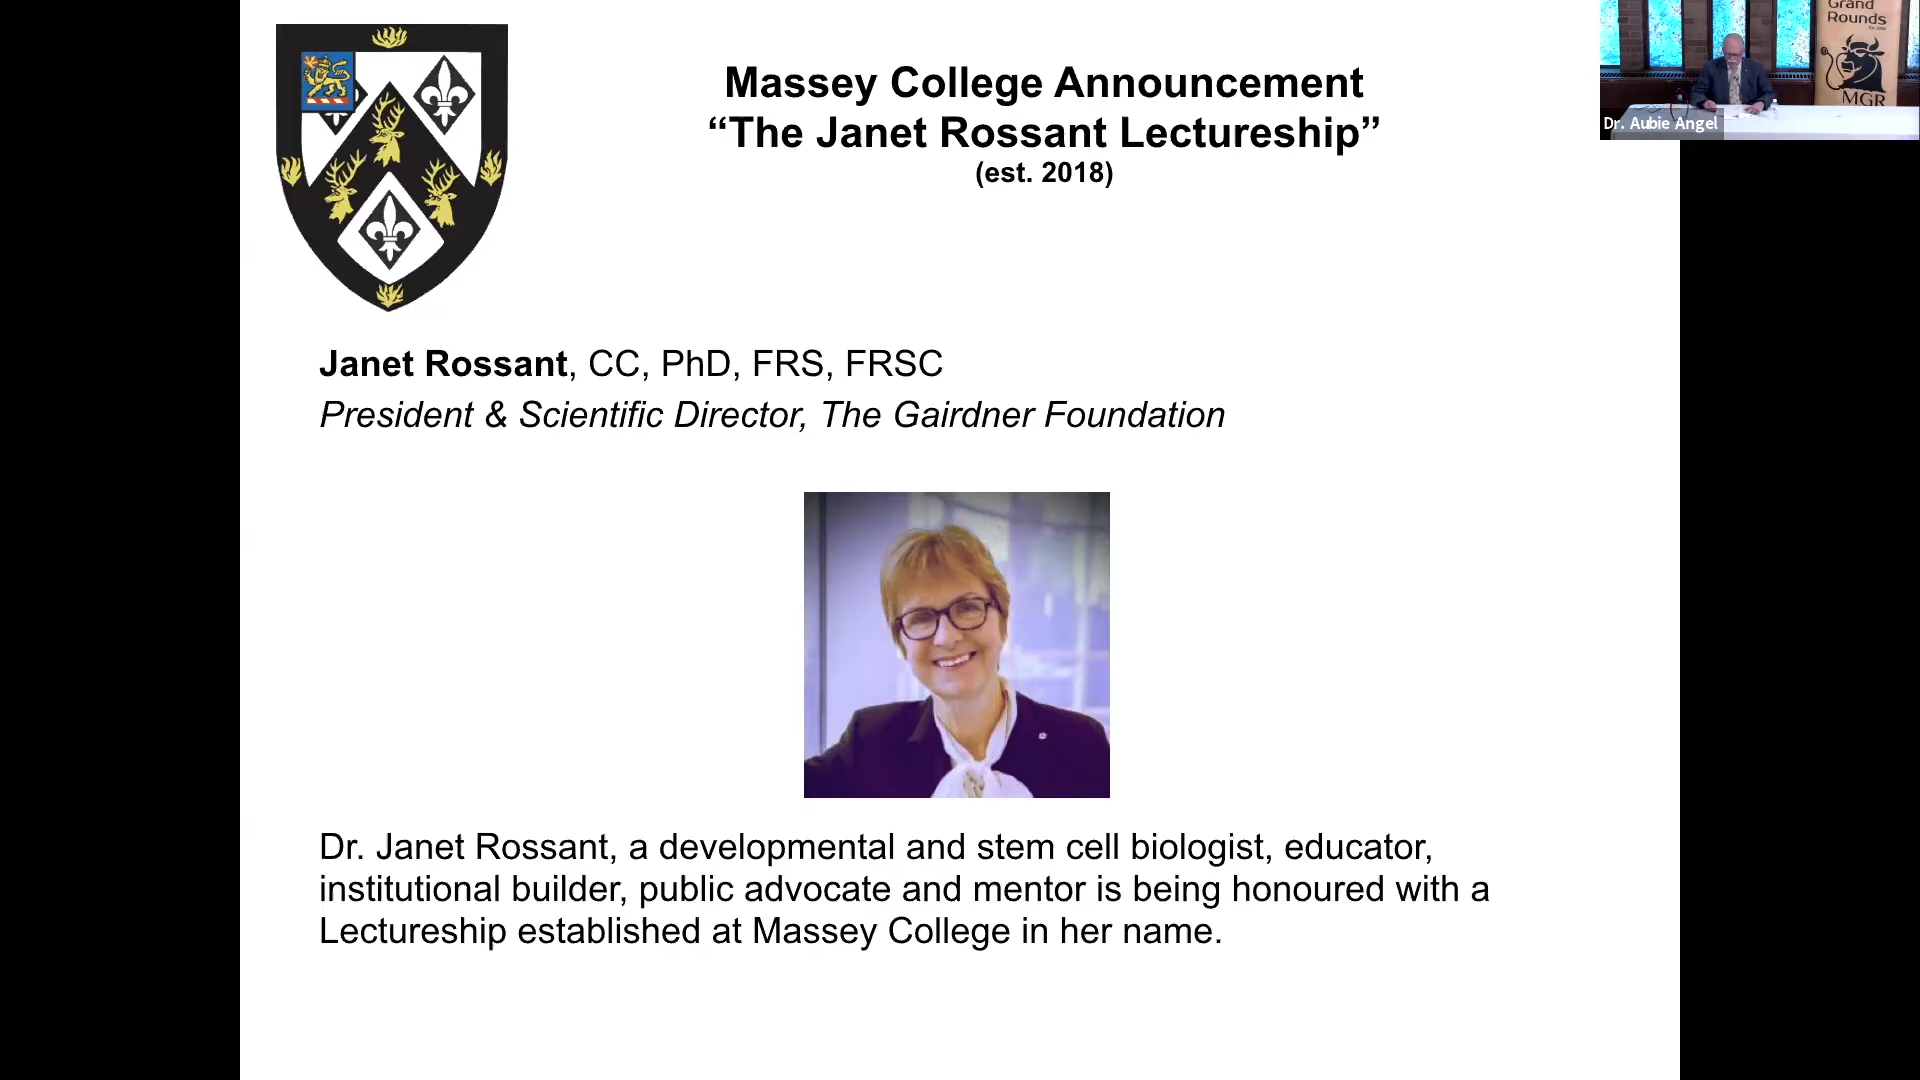 Massey College Announcement
“The Janet Rossant Lectureship”
(est. 2018)
Janet Rossant, CC, PhD, FRS, FRSC
President & Scientific Director, The Gairdner Foundation
Dr. Janet Rossant, a developmental and stem cell biologist, educator,
institutional builder, public advocate and mentor is being honoured with a
Lectureship established at Massey College in her name.
Grand
Rounds
MGR
Dr. Aubie Angel